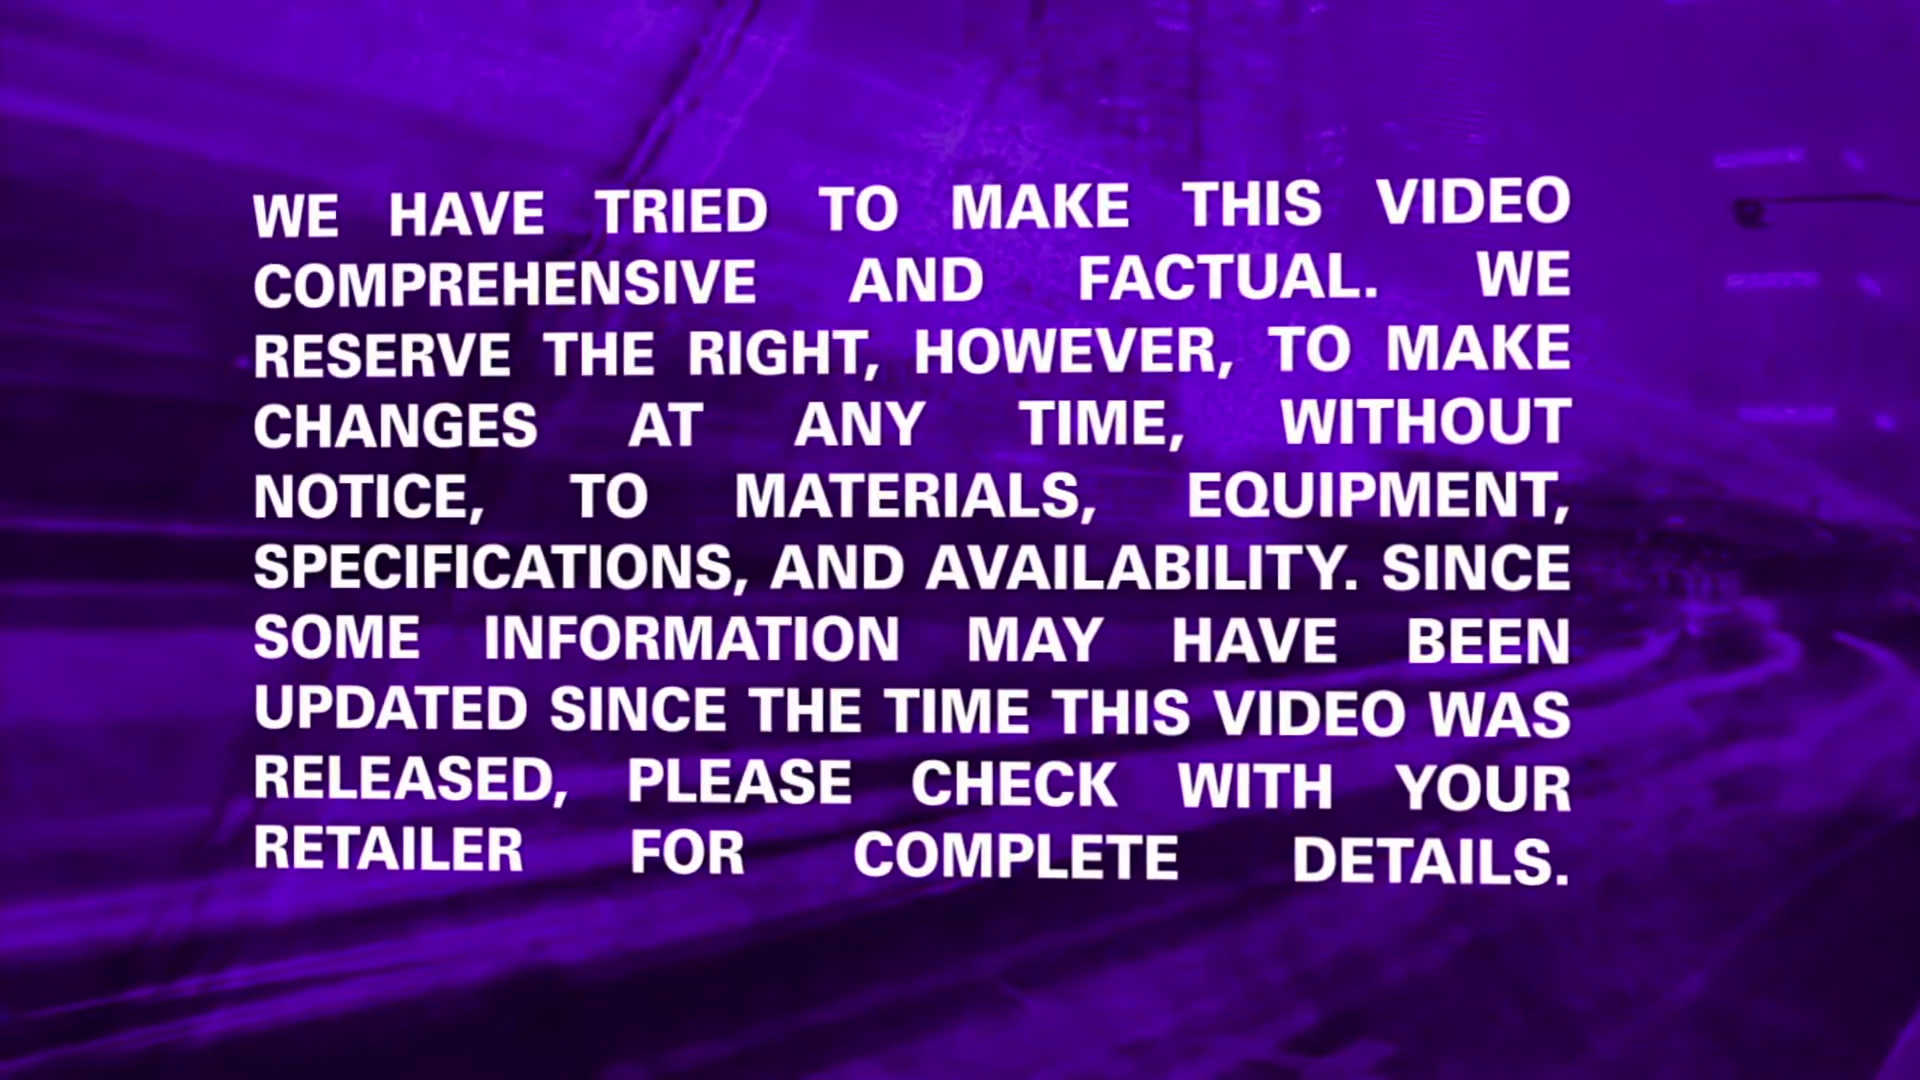 WE HAVE TRIED TO MAKE THIS VIDEO
COMPREHENSIVE AND FACTUAL. WE
RESERVE THE RIGHT, HOWEVER, TO MAKE
CHANGES AT ANY TIME, WITHOUT
NOTICE, TO MATERIALS, EQUIPMENT,
SPECIFICATIONS, AND AVAILABILITY. SINCE
SOME INFORMATION MAY HAVE BEEN
UPDATED SINCE THE TIME THIS VIDEO WAS
RELEASED, PLEASE CHECK WITH YOUR
RETAILER FOR COMPLETE DETAILS.